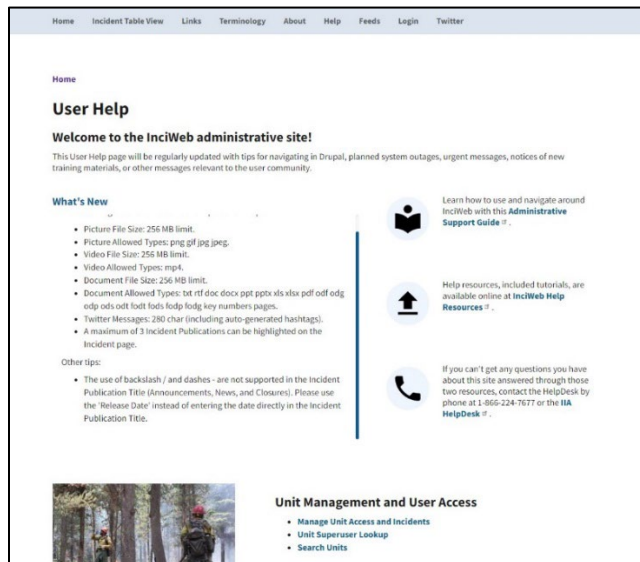 Home Incident Table View Links Terminology About Help Feeds Login Twitter
Home
User Help
Welcome to the InciWeb administrative site!
This User Help page will be regularly updated with tips for navigating in Drupal, planned system outages, urgent messages, notices of new
training materials, or other messages relevant to the user community.
What's New
• Picture File Size: 256 MB limit.
• Picture Allowed Types: png gif jpg jpeg.
• Video File Size: 256 MB limit.
• Video Allowed Types: mp4.
• Document File Size: 256 MB limit.
• Document Allowed Types: txt rtf doc docx ppt pptx xls xlsx pdf odf odg
odp ods odt fodt fods fodp fodg key numbers pages.
• Twitter Messages: 280 char (including auto-generated hashtags).
• A maximum of 3 Incident Publications can be highlighted on the
Incident page.
Other tips:
• The use of backslash / and dashes - are not supported in the Incident
Publication Title (Announcements, News, and Closures). Please use
the 'Release Date' instead of entering the date directly in the Incident
Publication Title.
Learn how to use and navigate around
InciWeb with this Administrative
Support Guide .
Help resources, included tutorials, are
available online at InciWeb Help
Resources .
If you can't get any questions you have
about this site answered through those
two resources, contact the HelpDesk by
phone at 1-866-224-7677 or the IIA
HelpDesk .
Unit Management and User Access
• Manage Unit Access and Incidents
• Unit Superuser Lookup
• Search Units